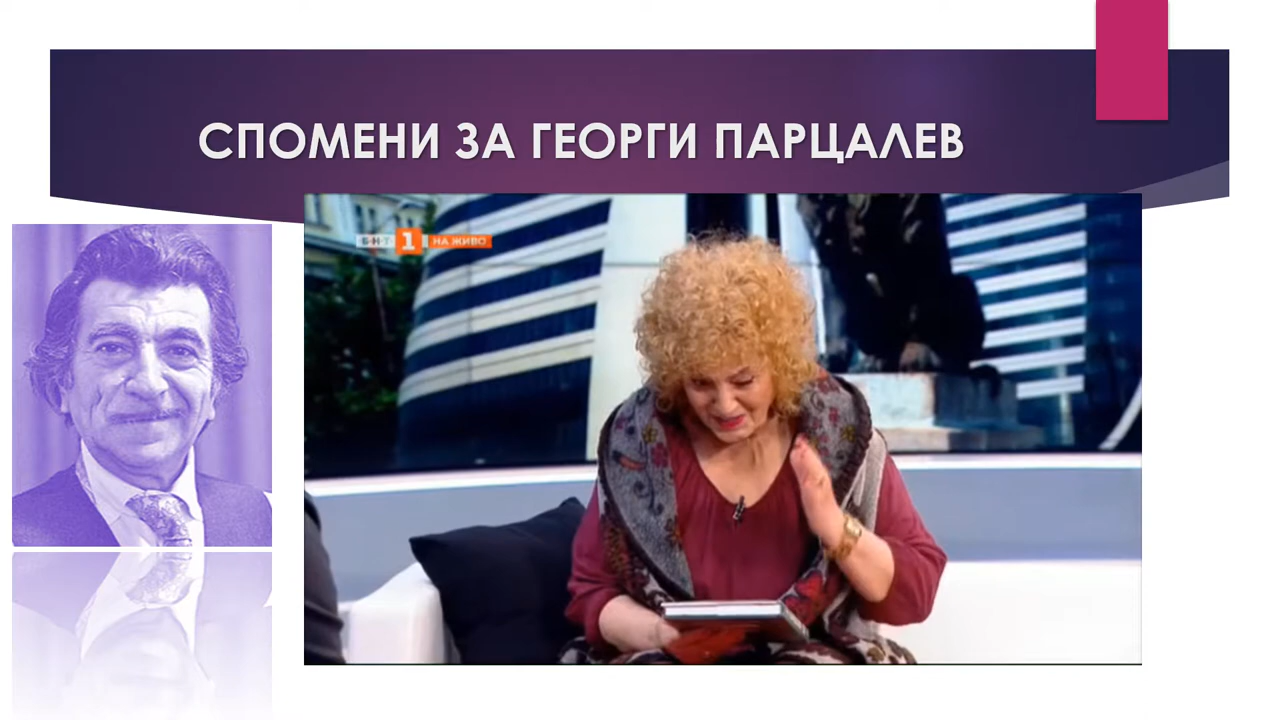 СПОМЕНИ ЗА ГЕОРГИ ПАРЦАЛЕВ
БНТ 1 НА ЖИВО